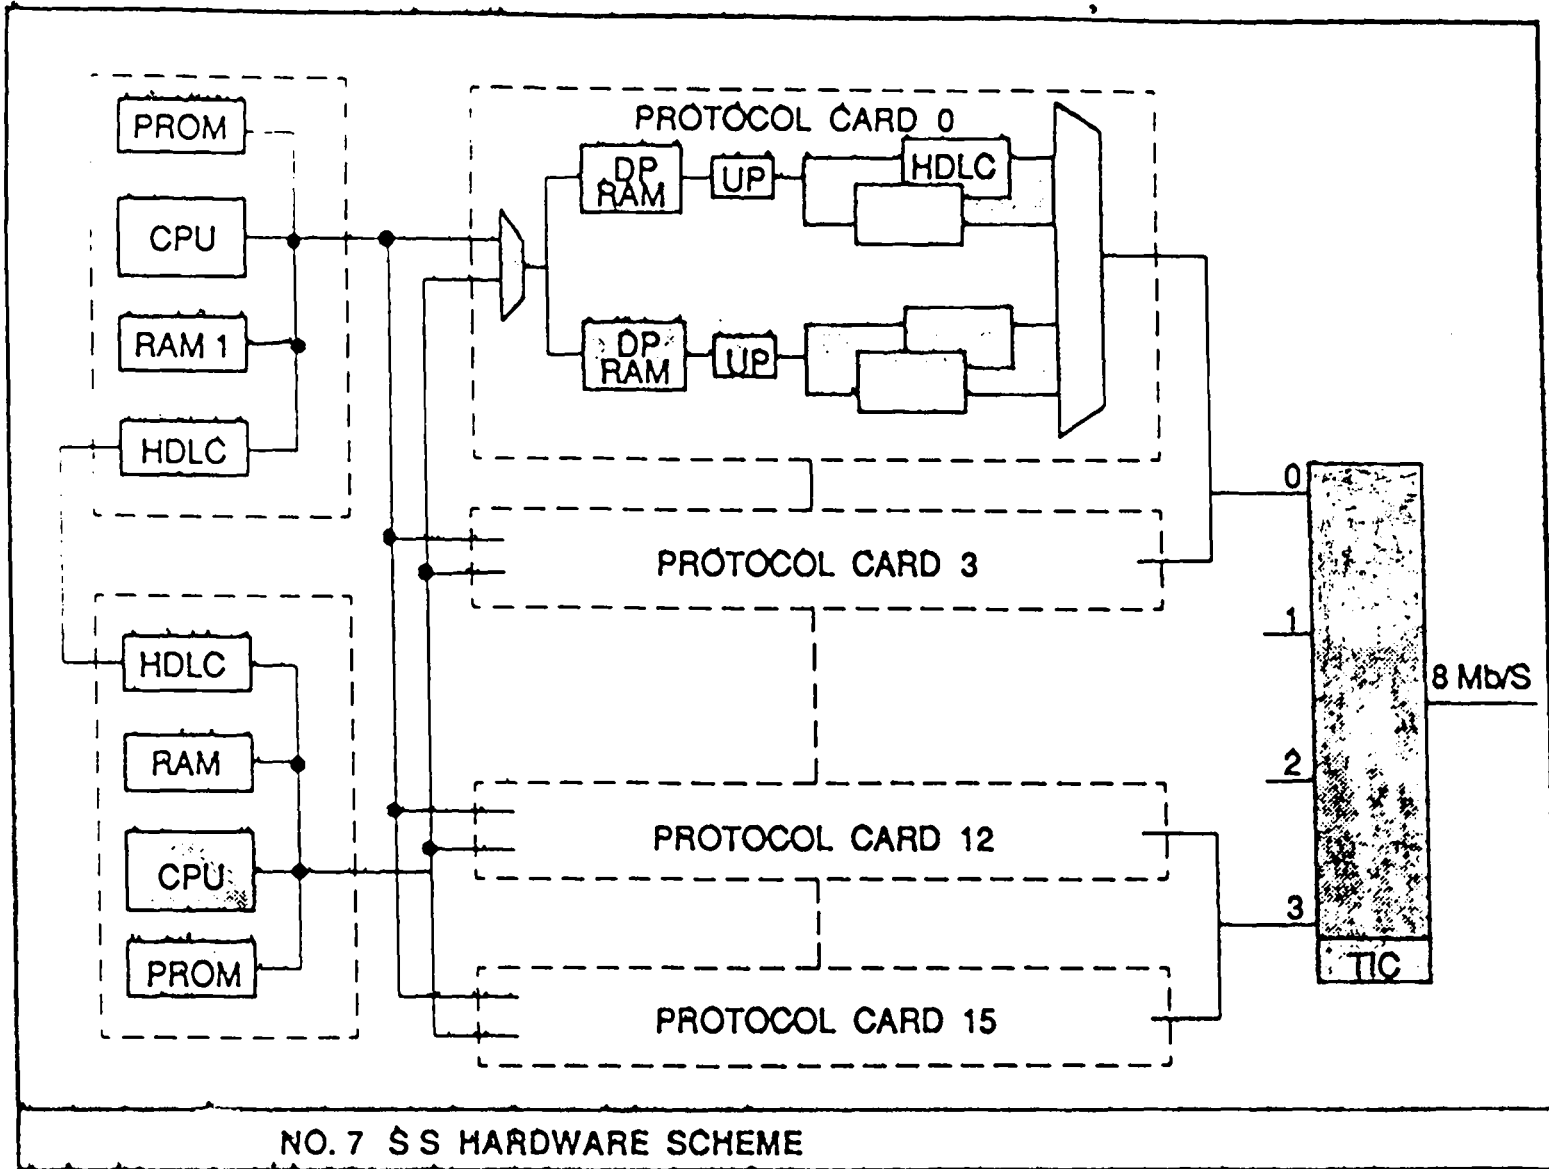 PROM
CPU
RAM 1
HDLC
HDLC
RAM
CPU
PROM
PROTOCOL CARD 0
DP
RAM
UP
HDLC
DP
RAM
UP
PROTOCOL CARD 3
PROTOCOL CARD 12
PROTOCOL CARD 15
0
1
2
3
TIC
8 Mb/S
NO. 7 S S HARDWARE SCHEME